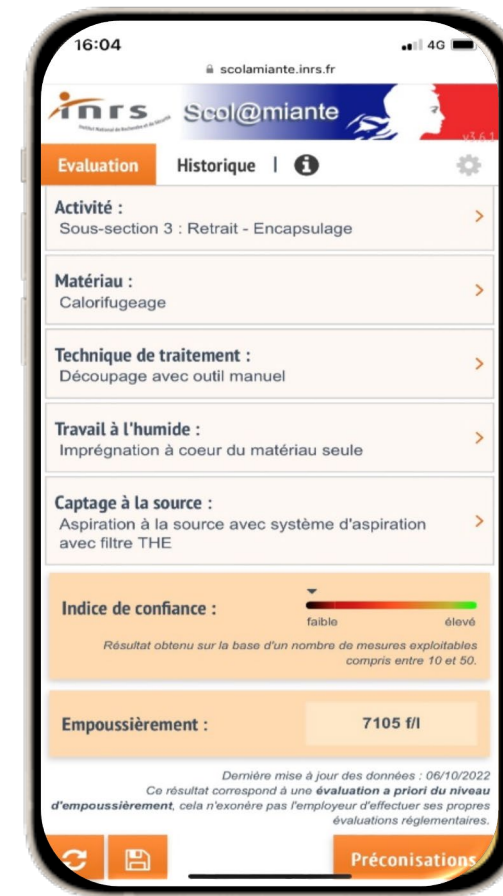 16:04
4G
scolamiante.inrs.fr
inrs
Scol@miante
v3.6.1
Evaluation
Historique |
Activité :
Sous-section 3 : Retrait - Encapsulage
Matériau :
Calorifugeage
Technique de traitement :
Découpage avec outil manuel
Travail à l'humide :
Imprégnation à coeur du matériau seule
Captage à la source :
Aspiration à la source avec système d'aspiration
avec filtre THE
Indice de confiance :
faible
élevé
Résultat obtenu sur la base d'un nombre de mesures exploitables
compris entre 10 et 50.
Empoussièrement :
7105 f/l
Dernière mise à jour des données : 06/10/2022
Ce résultat correspond à une évaluation a priori du niveau
d'empoussièrement, cela n'exonére pas l'employeur d'effectuer ses propres
évaluations réglementaires.
Préconisations